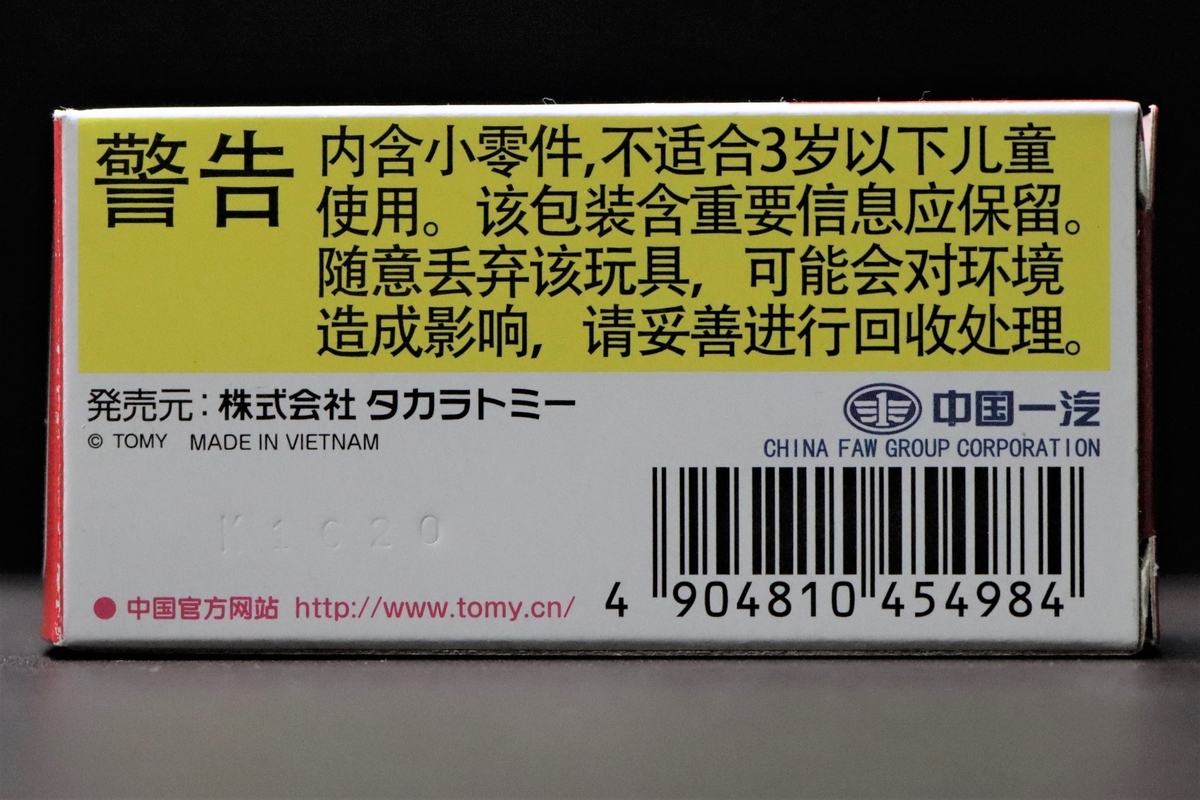 警告
内含小零件,不适合3岁以下儿童
使用。该包装含重要信息应保留。
随意丢弃该玩具，可能会对环境
造成影响，请妥善进行回收处理。
発売元：株式会社 タカラトミー
© TOMY MADE IN VIETNAM
中国一汽
CHINA FAW GROUP CORPORATION
● 中国官方网站 http://www.tomy.cn/
4 904810 454984